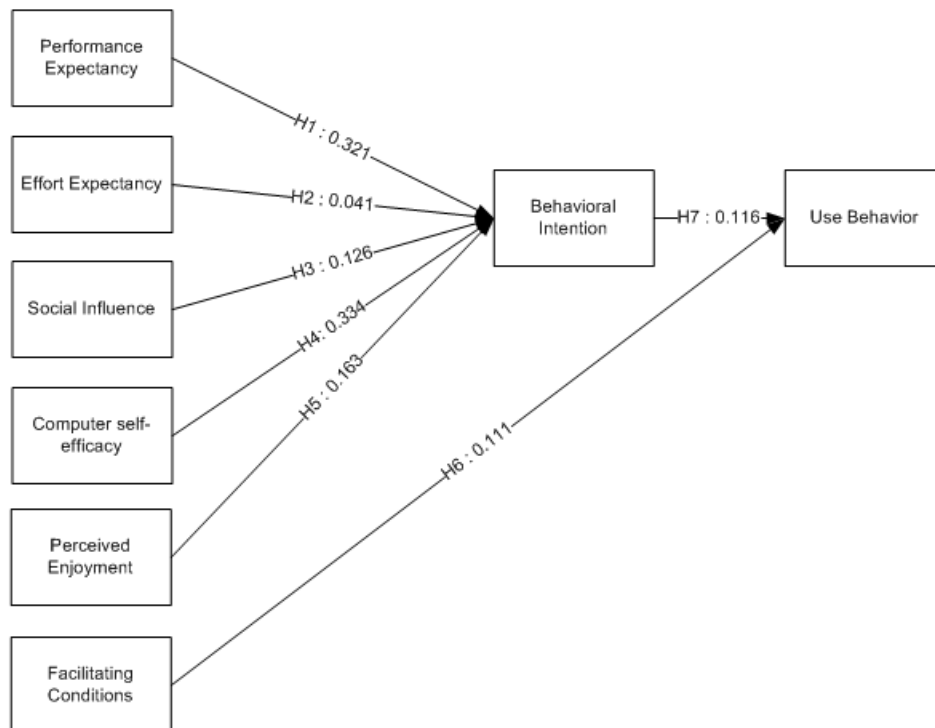 Performance
Expectancy
H1 : 0.321
Effort Expectancy
H2 : 0.041
Behavioral
Intention
H7 : 0.116
Use Behavior
Social Influence
H3 : 0.126
Computer self-
efficacy
H4: 0.334
H5 : 0.163
Perceived
Enjoyment
H6 : 0.111
Facilitating
Conditions